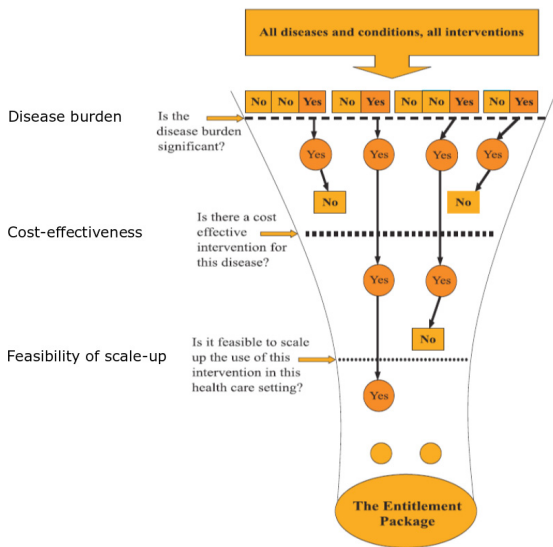 All diseases and conditions, all interventions
No No Yes No Yes No No Yes No Yes
Disease burden
Is the
disease burden
significant?
Yes Yes Yes Yes
No No
Cost-effectiveness
Is there a cost
effective
intervention for
this disease?
Yes Yes
No
Feasibility of scale-up
Is it feasible to scale
up the use of this
intervention in this
health care setting?
Yes
The Entitlement
Package